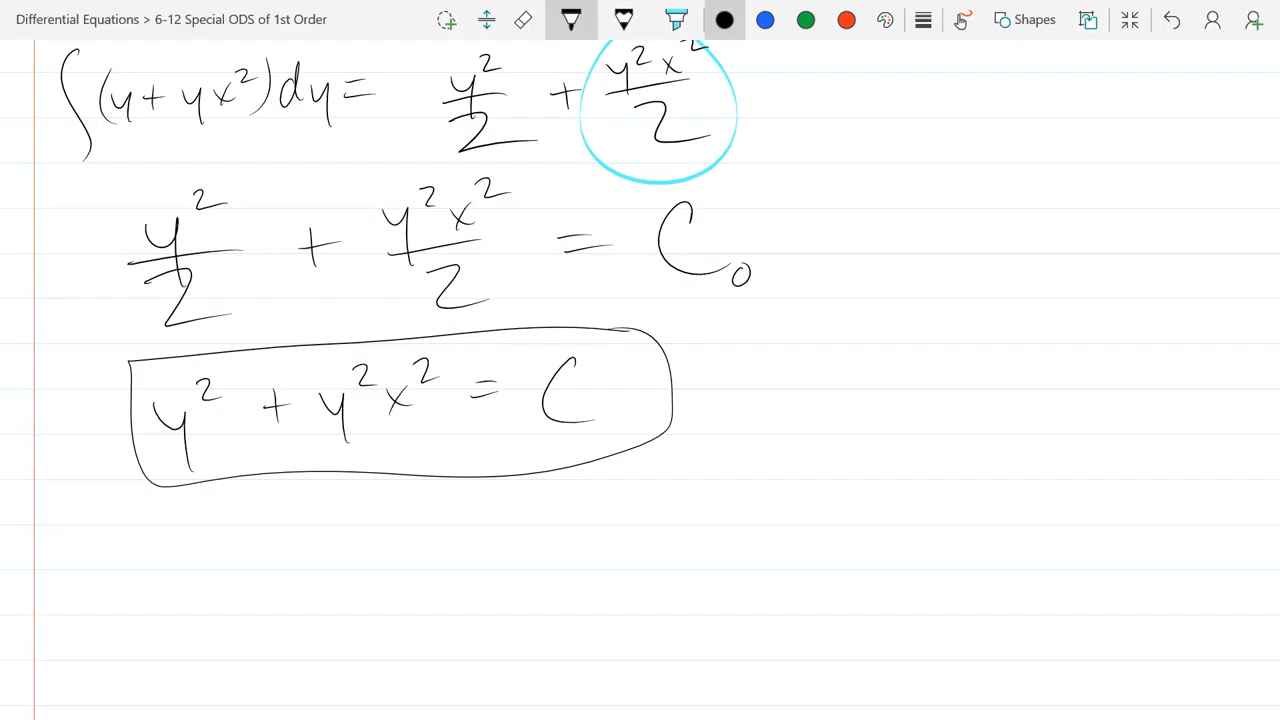 Differential Equations > 6-12 Special ODS of 1st Order
Shapes
∫(y+yx²)dy = y²/2 + y²x²/2
y²/2 + y²x²/2 = C₀
y² + y²x² = C